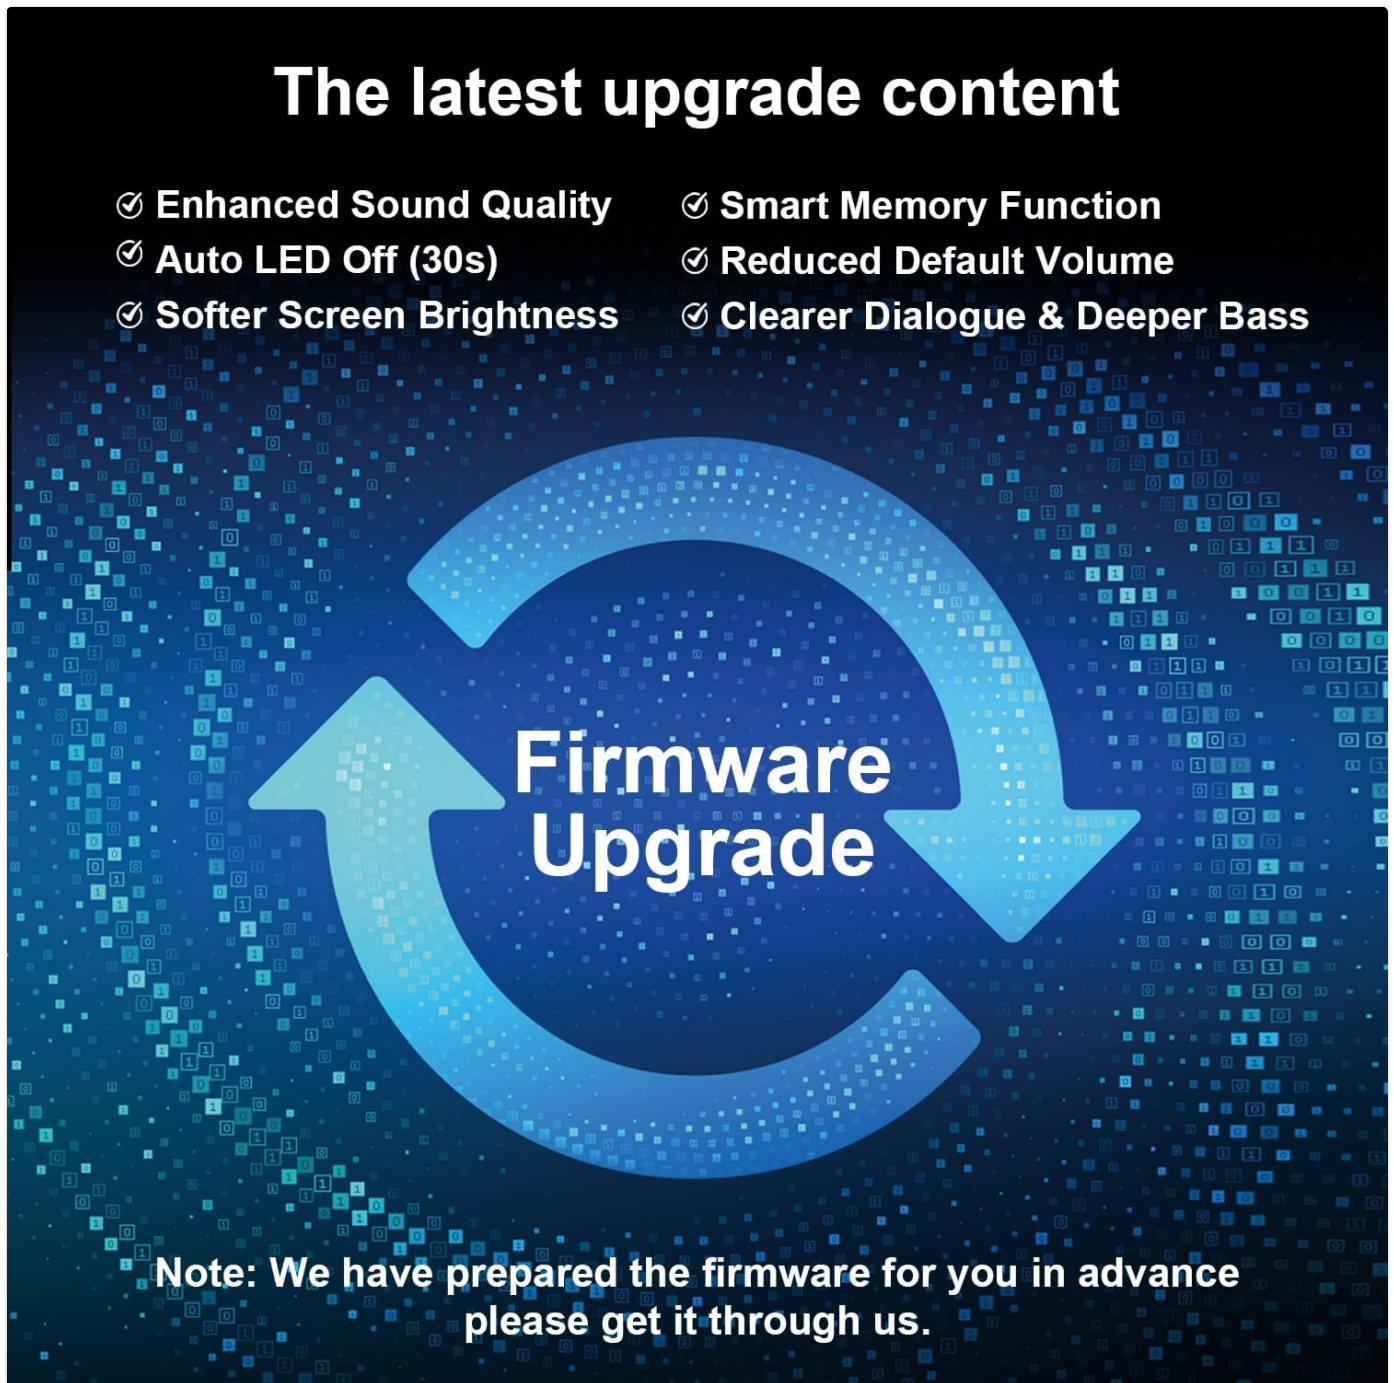 The latest upgrade content
Enhanced Sound Quality
Auto LED Off (30s)
Softer Screen Brightness
Smart Memory Function
Reduced Default Volume
Clearer Dialogue & Deeper Bass
Firmware
Upgrade
Note: We have prepared the firmware for you in advance
please get it through us.